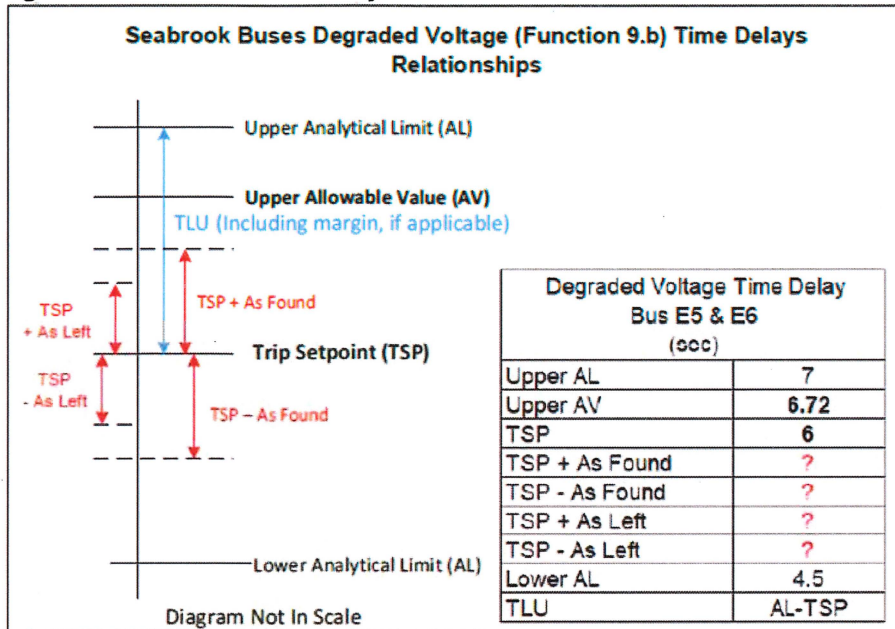 Seabrook Buses Degraded Voltage (Function 9.b) Time Delays
Relationships
Upper Analytical Limit (AL)
Upper Allowable Value (AV)
TLU (Including margin, if applicable)
TSP
+ As Left
TSP + As Found
Trip Setpoint (TSP)
TSP
- As Left
TSP – As Found
Lower Analytical Limit (AL)
Diagram Not In Scale
Degraded Voltage Time Delay
Bus E5 & E6
(sec)
Upper AL 7
Upper AV 6.72
TSP 6
TSP + As Found ?
TSP - As Found ?
TSP + As Left ?
TSP - As Left ?
Lower AL 4.5
TLU AL-TSP